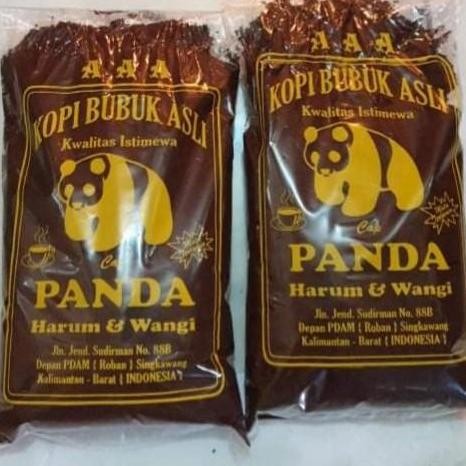 A A A
KOPI BUBUK ASLI
Kwalitas Istimewa
Cap
PANDA
Harum & Wangi
Jln. Jend. Sudirman No. 88B
Depan PDAM ( Roban ) Singkawang
Kalimantan - Barat ( INDONESIA )
A A A
KOPI BUBUK ASLI
Kwalitas Istimewa
Cap
PANDA
Harum & Wangi
Jln. Jend. Sudirman No. 88B
Depan PDAM ( Roban ) Singkawang
Kalimantan - Barat ( INDONESIA )